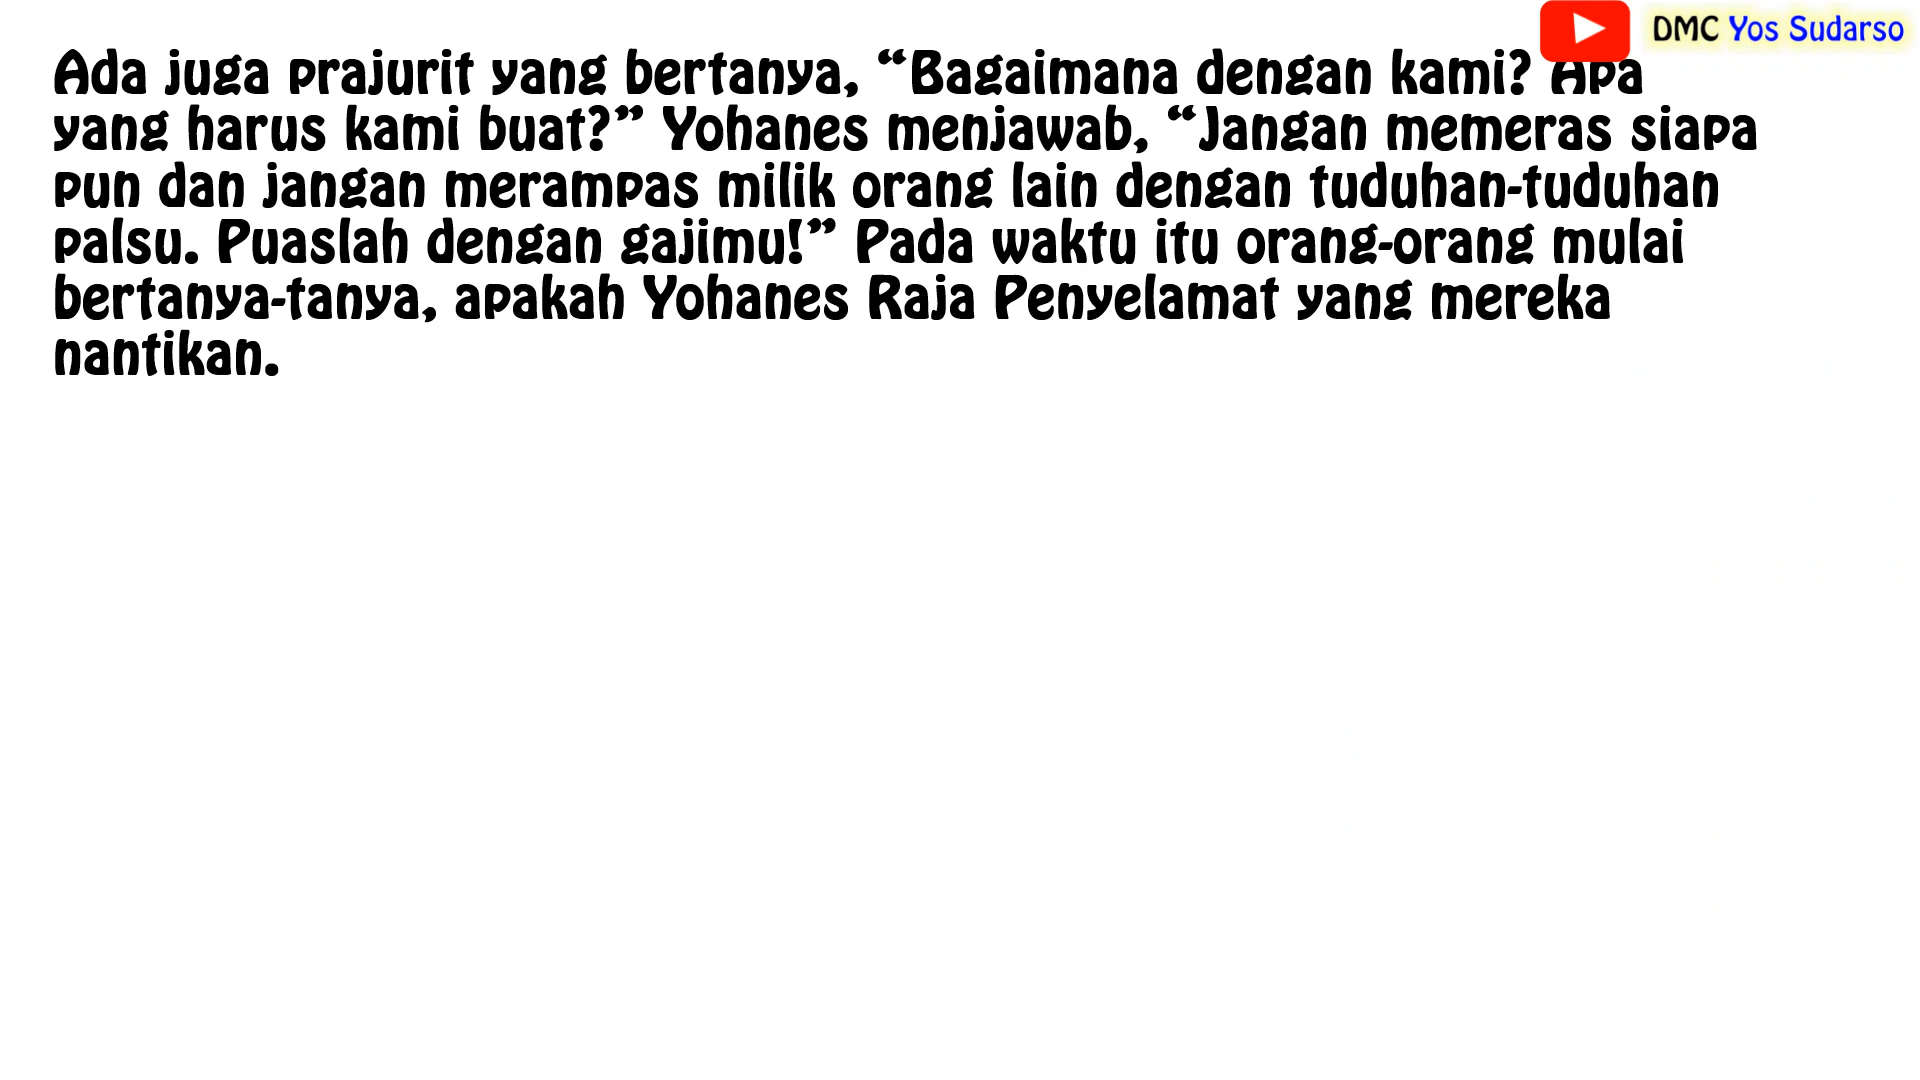 DMC Yos Sudarso
Ada juga prajurit yang bertanya, “Bagaimana dengan kami? Apa
yang harus kami buat?” Yohanes menjawab, “Jangan memeras siapa
pun dan jangan merampas milik orang lain dengan tuduhan-tuduhan
palsu. Puaslah dengan gajimu!” Pada waktu itu orang-orang mulai
bertanya-tanya, apakah Yohanes Raja Penyelamat yang mereka
nantikan.